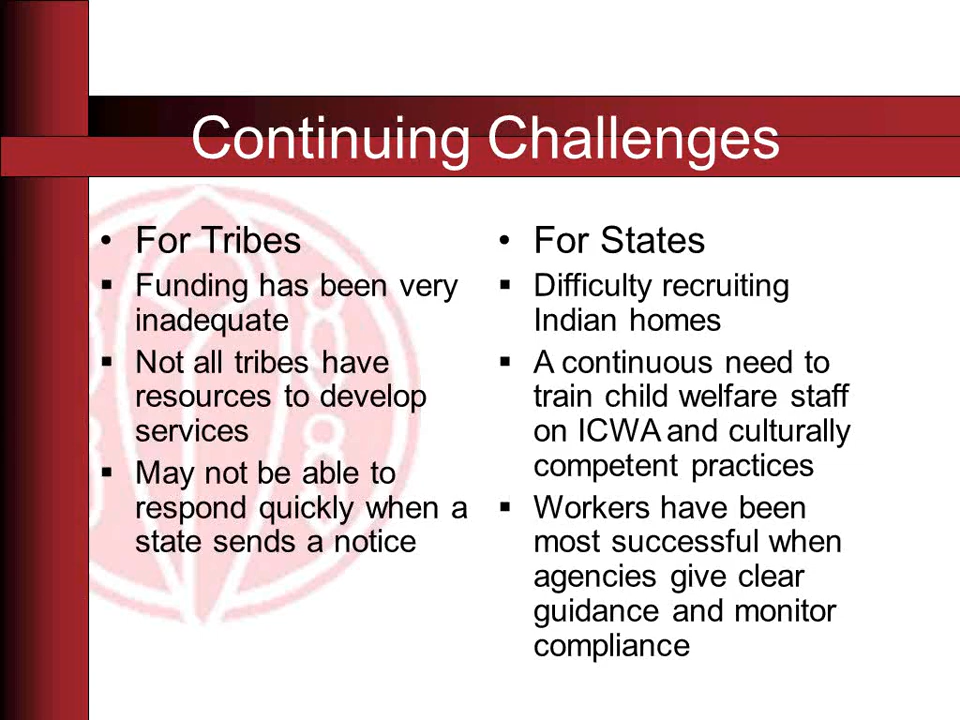 Continuing Challenges
• For Tribes
▪ Funding has been very
inadequate
▪ Not all tribes have
resources to develop
services
▪ May not be able to
respond quickly when a
state sends a notice
• For States
▪ Difficulty recruiting
Indian homes
▪ A continuous need to
train child welfare staff
on ICWA and culturally
competent practices
▪ Workers have been
most successful when
agencies give clear
guidance and monitor
compliance